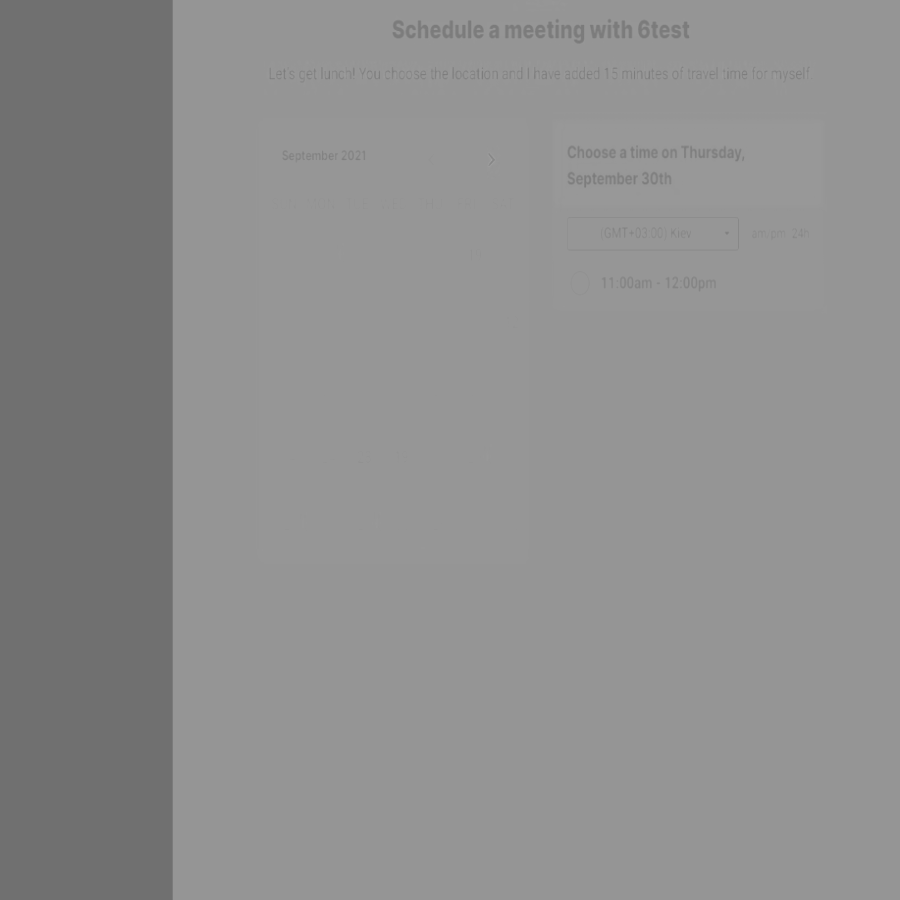 Schedule a meeting with 6test
Let's get lunch! You choose the location and I have added 15 minutes of travel time for myself.
September 2021
Choose a time on Thursday,
September 30th
(GMT+03:00) Kiev
am/pm 24h
11:00am - 12:00pm